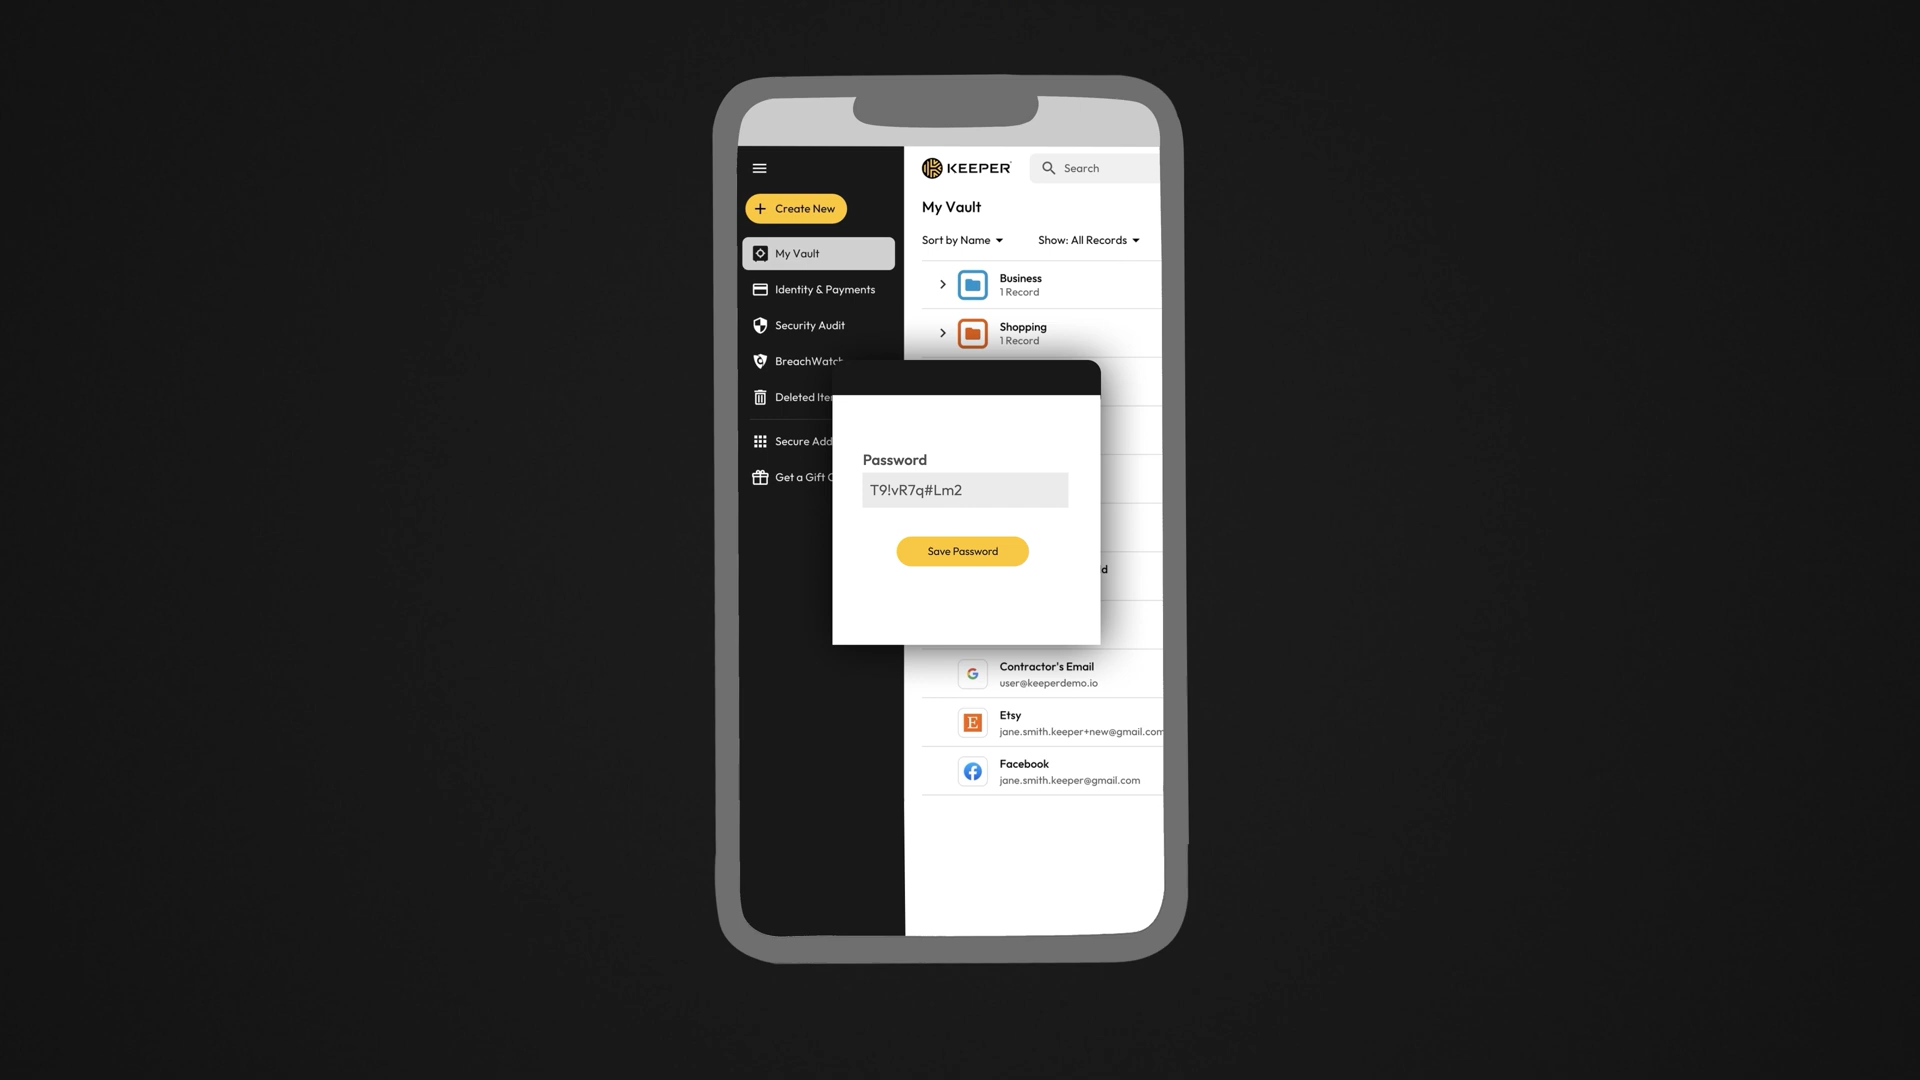 KEEPER
Search
Create New
My Vault
Identity & Payments
Security Audit
BreachWatch
Deleted
Secure
Get a Gift
My Vault
Sort by Name
Show: All Records
Business
1 Record
Shopping
1 Record
Password
T9!vR7q#Lm2
Save Password
d
Contractor's Email
user@keeperdemo.io
Etsy
jane.smith.keeper+new@gmail.com
Facebook
jane.smith.keeper@gmail.com